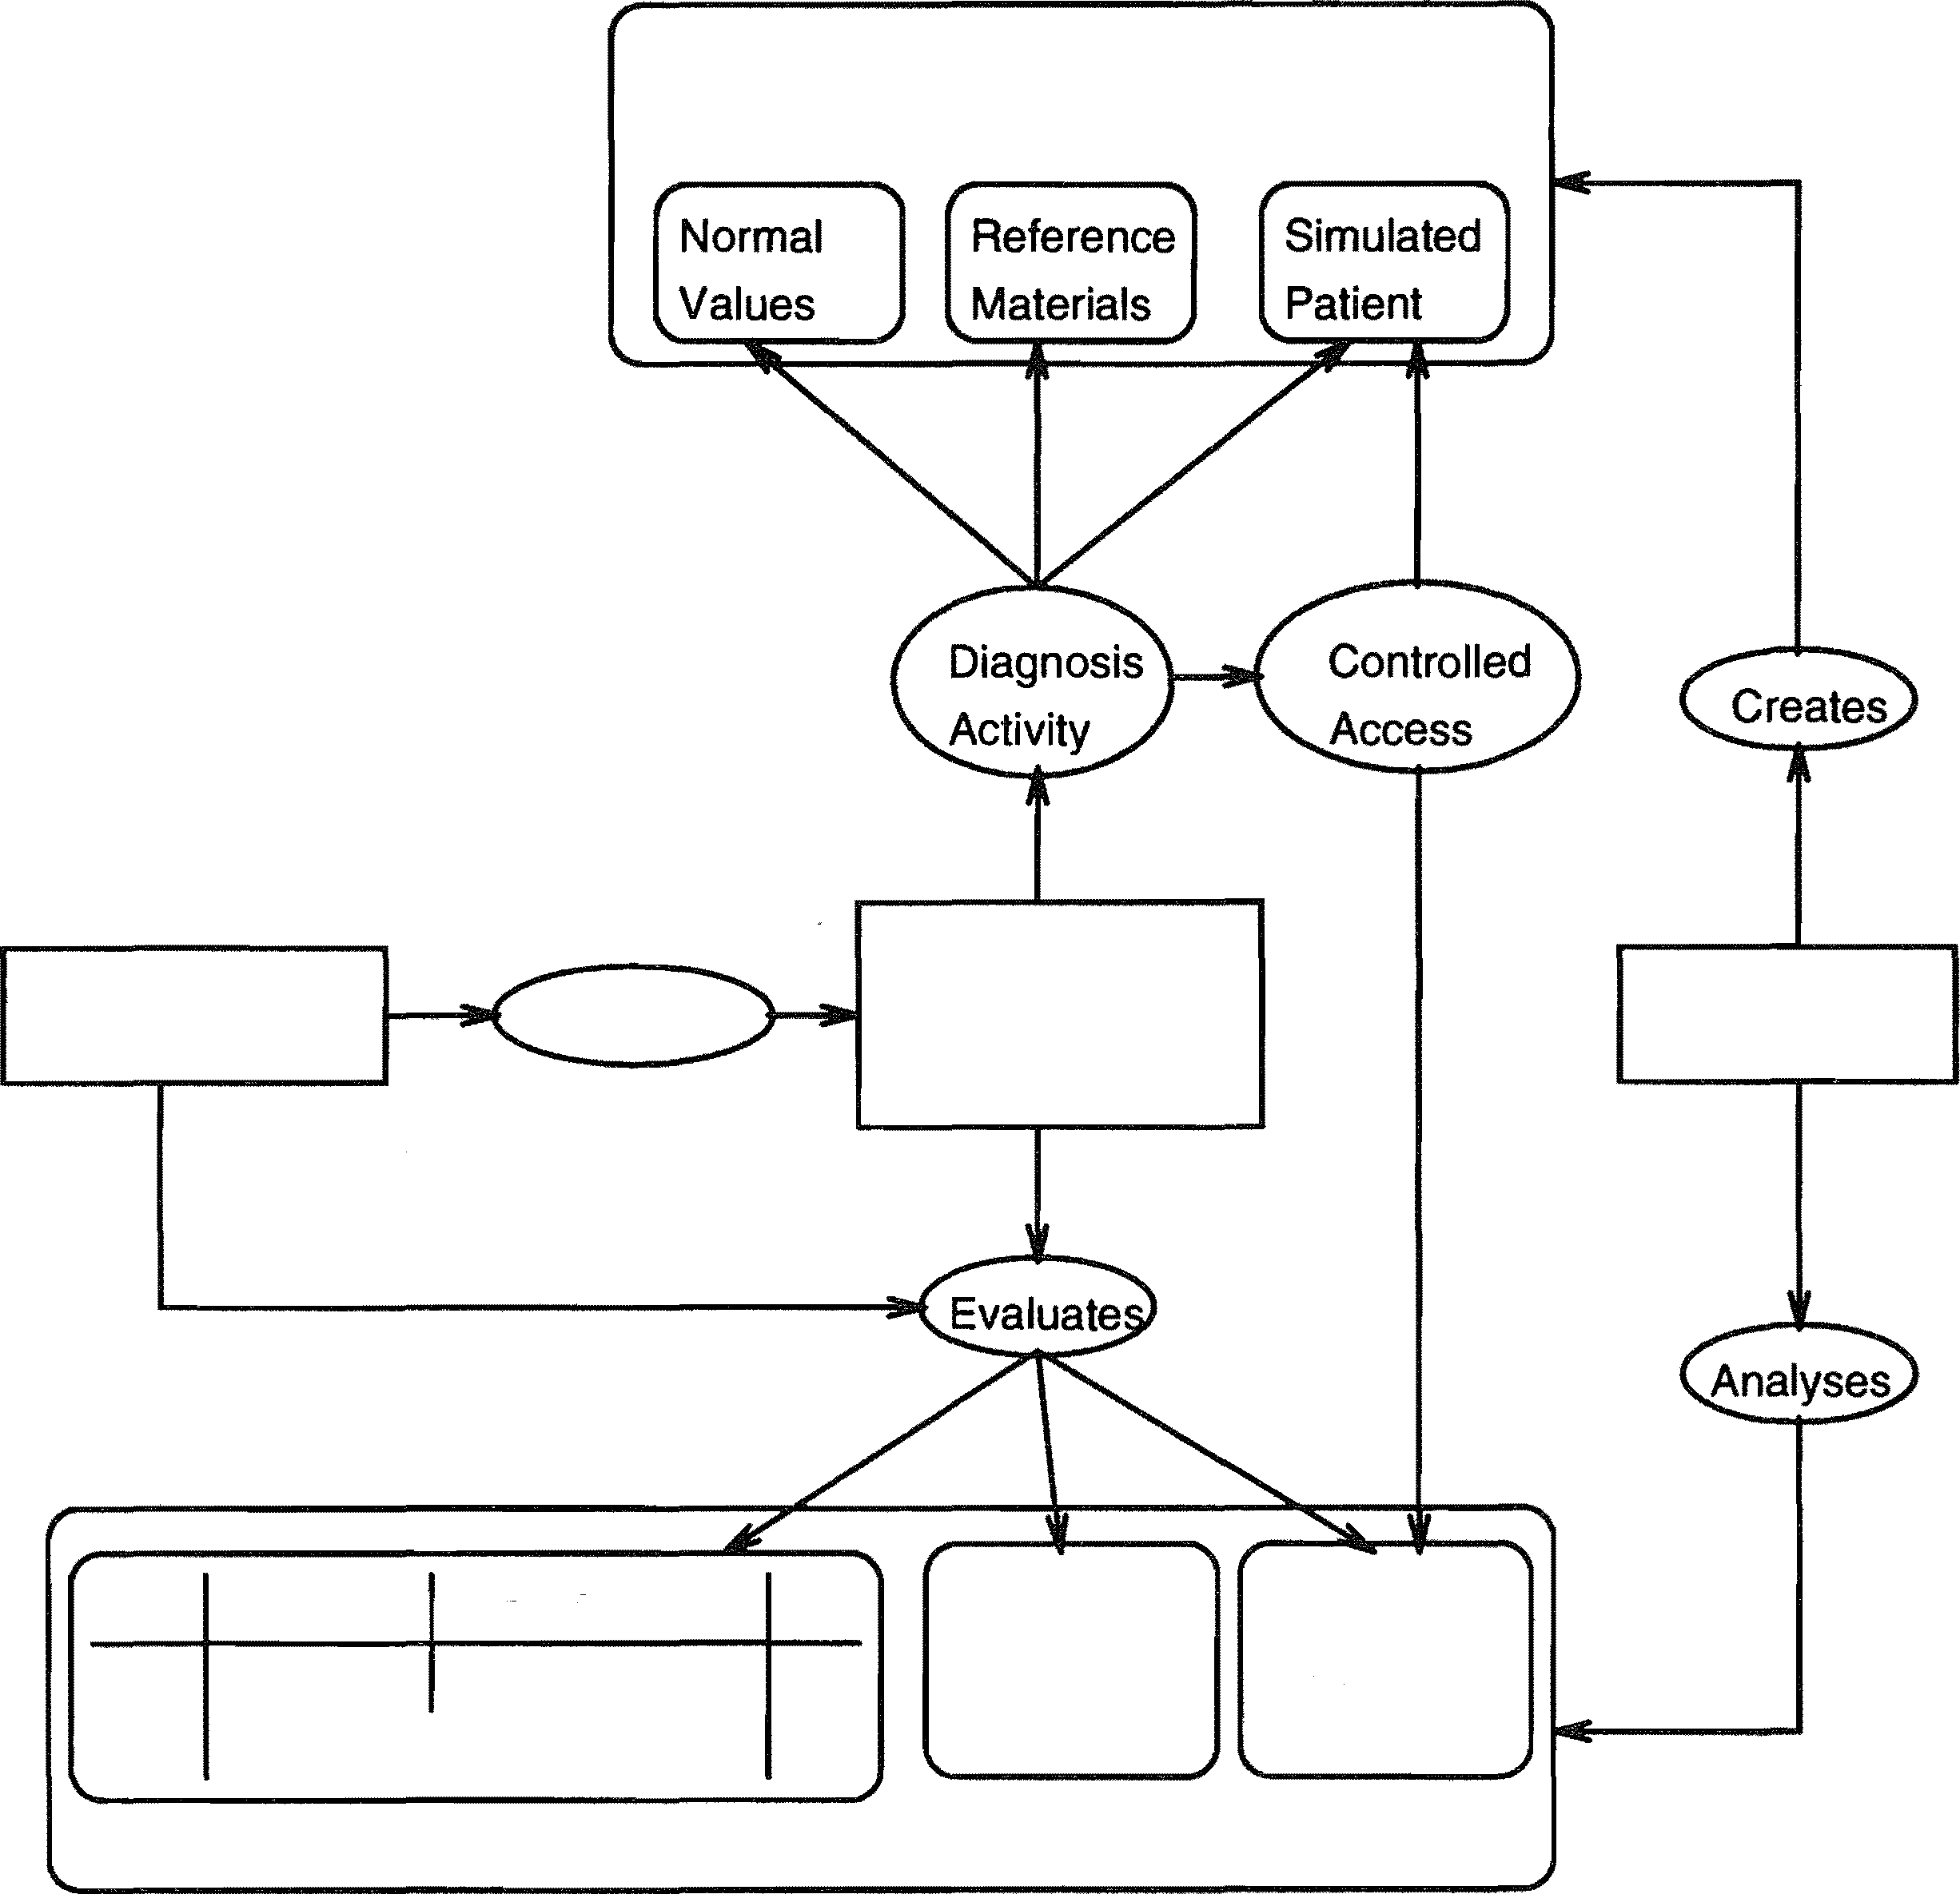 Normal
Values
Reference
Materials
Simulated
Patient
Diagnosis
Activity
Controlled
Access
Creates
Evaluates
Analyses